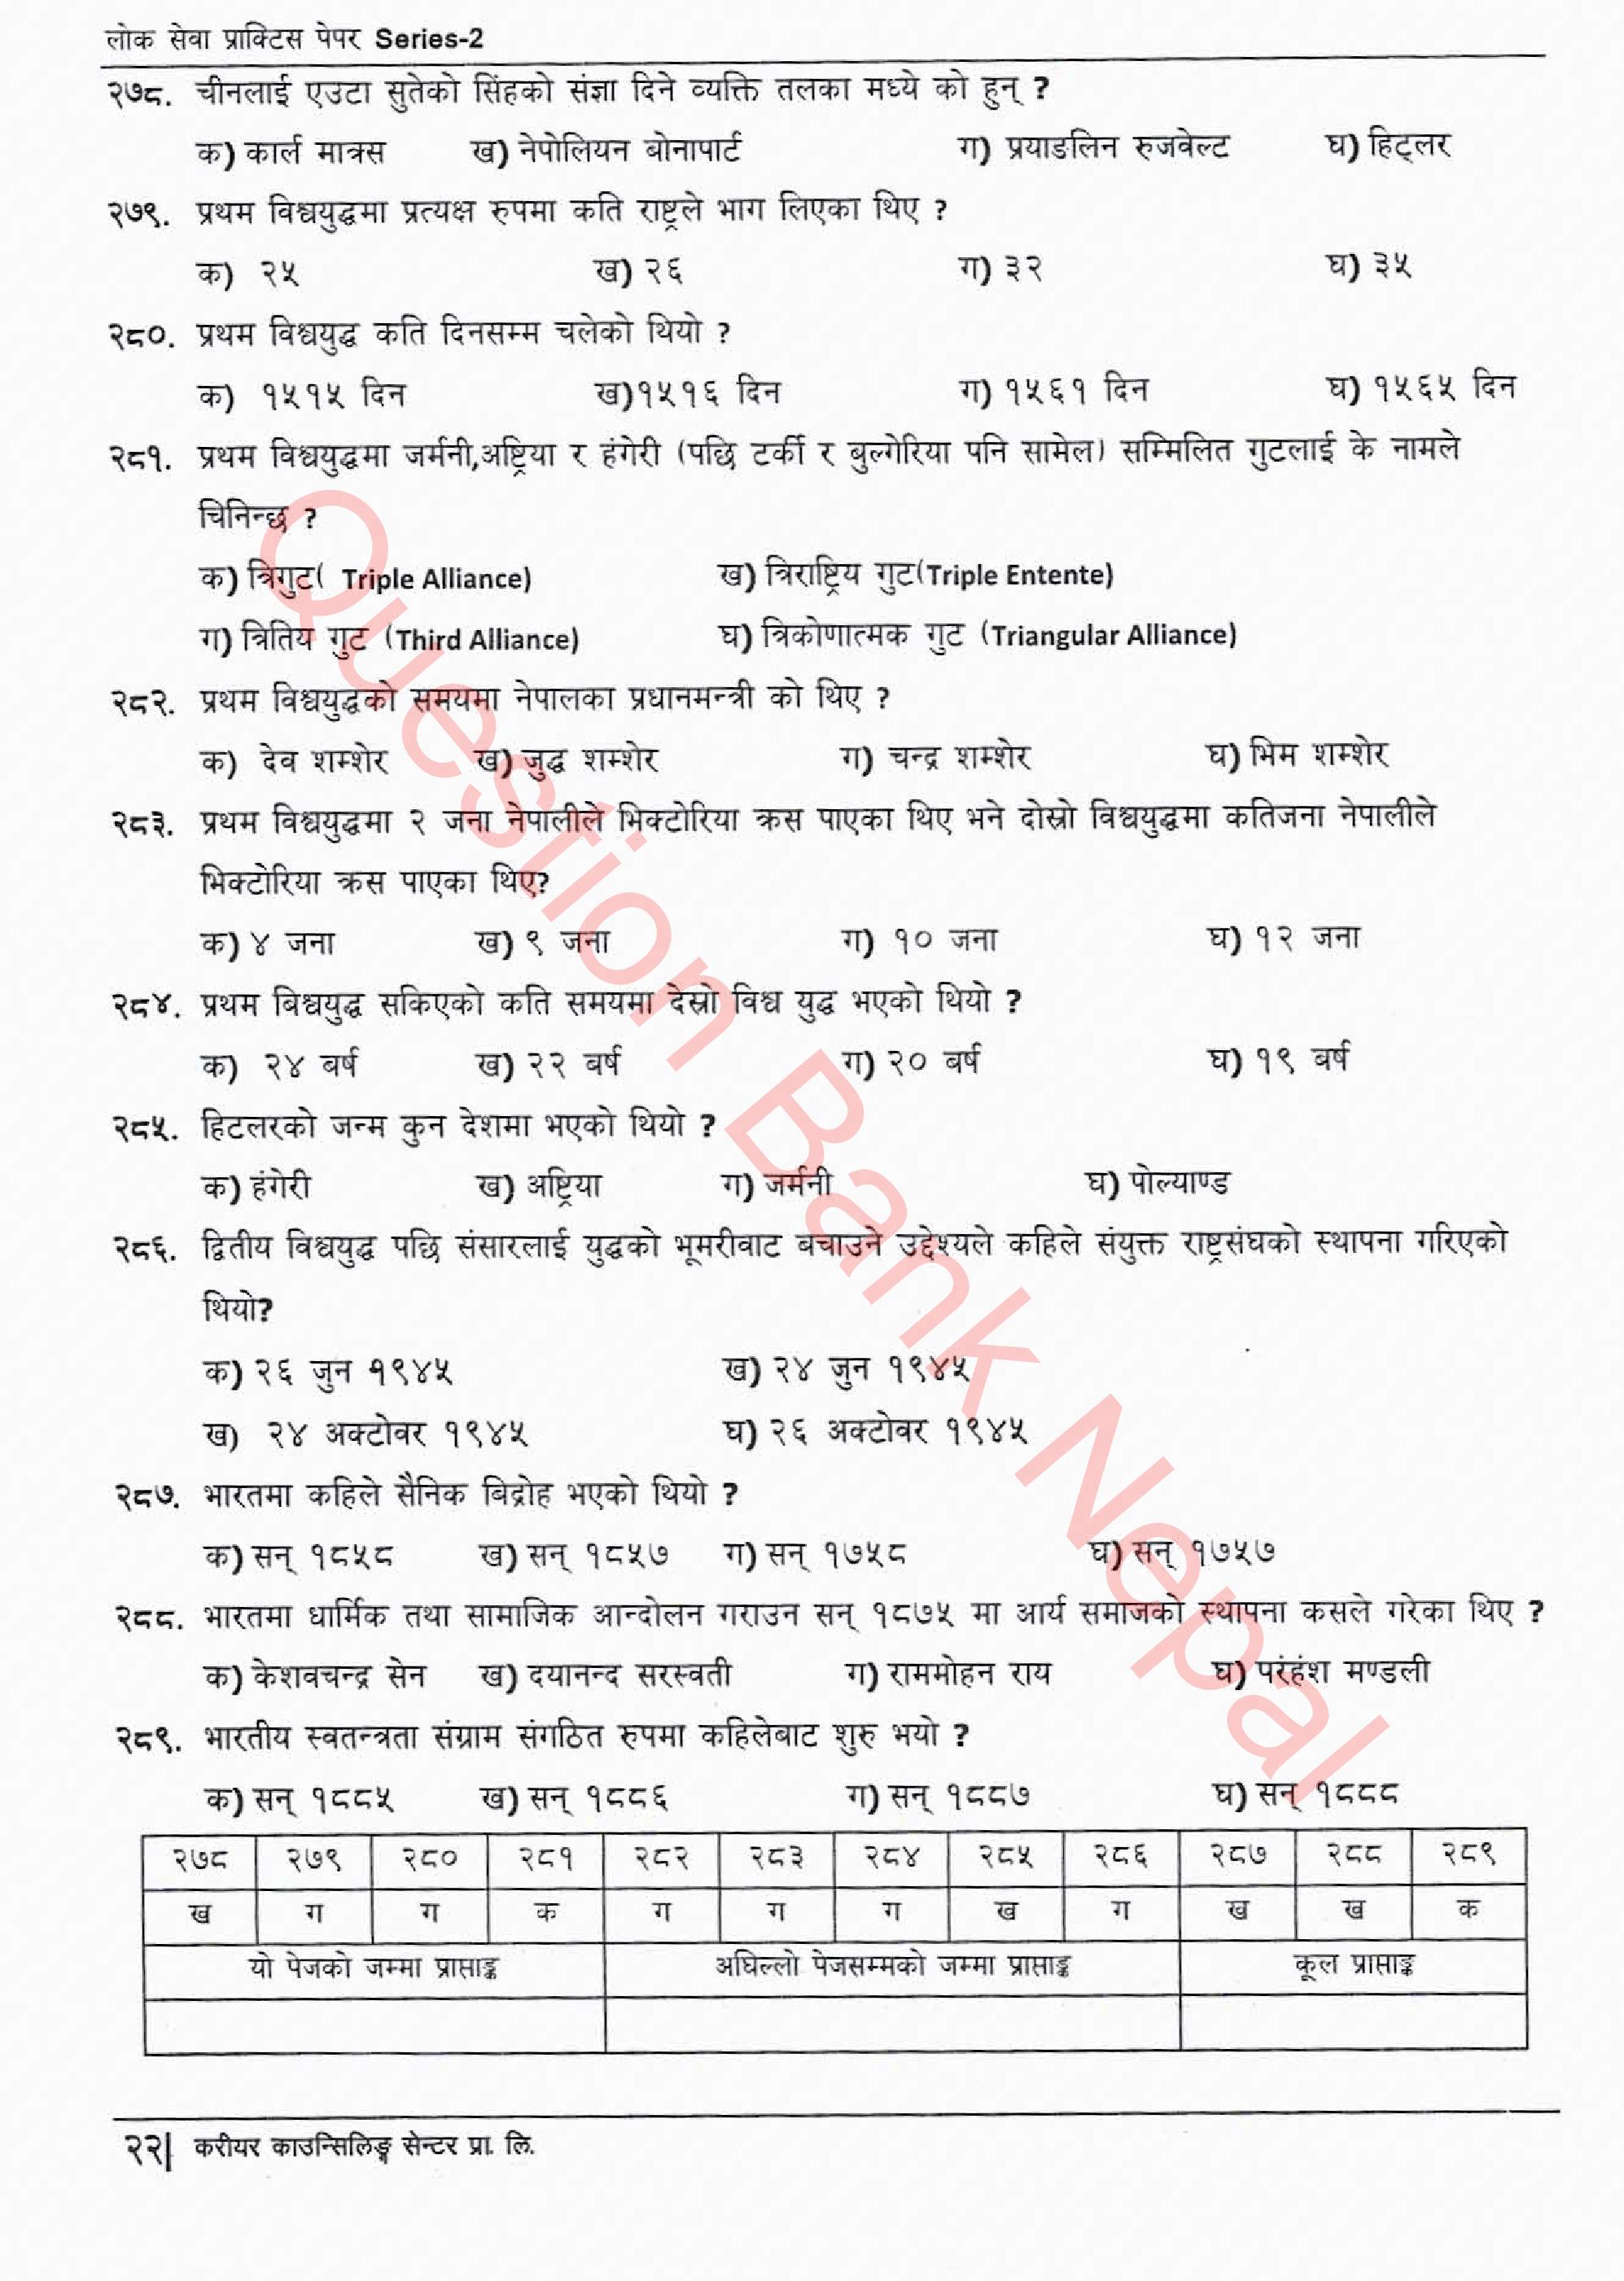 लोक सेवा प्राक्टिस पेपर Series-2
२७८. चीनलाई एउटा सुतेको सिंहको संज्ञा दिने व्यक्ति तलका मध्ये को हुन् ?
क) कार्ल मात्रस ख) नेपोलियन बोनापार्ट ग) प्रयाङलिन रुजवेल्ट घ) हिट्लर
२७९. प्रथम विश्वयुद्धमा प्रत्यक्ष रुपमा कति राष्ट्रले भाग लिएका थिए ?
क) २५ ख) २६ ग) ३२ घ) ३५
२८०. प्रथम विश्वयुद्ध कति दिनसम्म चलेको थियो ?
क) १५१५ दिन ख)१५१६ दिन ग) १५६१ दिन घ) १५६५ दिन
२८१. प्रथम विश्वयुद्धमा जर्मनी,अष्ट्रिया र हंगेरी (पछि टर्की र बुल्गेरिया पनि सामेल) सम्मिलित गुटलाई के नामले
चिनिन्छ ?
क) त्रिगुट( Triple Alliance) ख) त्रिराष्ट्रिय गुट(Triple Entente)
ग) त्रितिय गुट (Third Alliance) घ) त्रिकोणात्मक गुट (Triangular Alliance)
२८२. प्रथम विश्वयुद्धको समयमा नेपालका प्रधानमन्त्री को थिए ?
क) देव शम्शेर ख) जुद्ध शम्शेर ग) चन्द्र शम्शेर घ) भिम शम्शेर
२८३. प्रथम विश्वयुद्धमा २ जना नेपालीले भिक्टोरिया क्रस पाएका थिए भने दोस्रो विश्वयुद्धमा कतिजना नेपालीले
भिक्टोरिया क्रस पाएका थिए?
क) ४ जना ख) ९ जना ग) १० जना घ) १२ जना
२८४. प्रथम बिश्वयुद्ध सकिएको कति समयमा देस्रो विश्व युद्ध भएको थियो ?
क) २४ बर्ष ख) २२ बर्ष ग) २० बर्ष घ) १९ बर्ष
२८५. हिटलरको जन्म कुन देशमा भएको थियो ?
क) हंगेरी ख) अष्ट्रिया ग) जर्मनी घ) पोल्याण्ड
२८६. द्वितीय विश्वयुद्ध पछि संसारलाई युद्धको भूमरीवाट बचाउने उद्देश्यले कहिले संयुक्त राष्ट्रसंघको स्थापना गरिएको
थियो?
क) २६ जुन १९४५ ख) २४ जुन १९४५
ख) २४ अक्टोवर १९४५ घ) २६ अक्टोवर १९४५
२८७. भारतमा कहिले सैनिक बिद्रोह भएको थियो ?
क) सन् १८५८ ख) सन् १८५७ ग) सन् १७५८ घ) सन् १७५७
२८८. भारतमा धार्मिक तथा सामाजिक आन्दोलन गराउन सन् १८७५ मा आर्य समाजको स्थापना कसले गरेका थिए ?
क) केशवचन्द्र सेन ख) दयानन्द सरस्वती ग) राममोहन राय घ) परंहंश मण्डली
२८९. भारतीय स्वतन्त्रता संग्राम संगठित रुपमा कहिलेबाट शुरु भयो ?
क) सन् १८८५ ख) सन् १८८६ ग) सन् १८८७ घ) सन् १८८८
२७८ २७९ २८० २८१ २८२ २८३ २८४ २८५ २८६ २८७ २८८ २८९
ख ग ग क ग ग ग ख ग ख ख क
यो पेजको जम्मा प्राप्ताङ्क अघिल्लो पेजसम्मको जम्मा प्राप्ताङ्क कूल प्राप्ताङ्क
२२| करीयर काउन्सिलिङ्ग सेन्टर प्रा. लि.
Question Bank Nepal